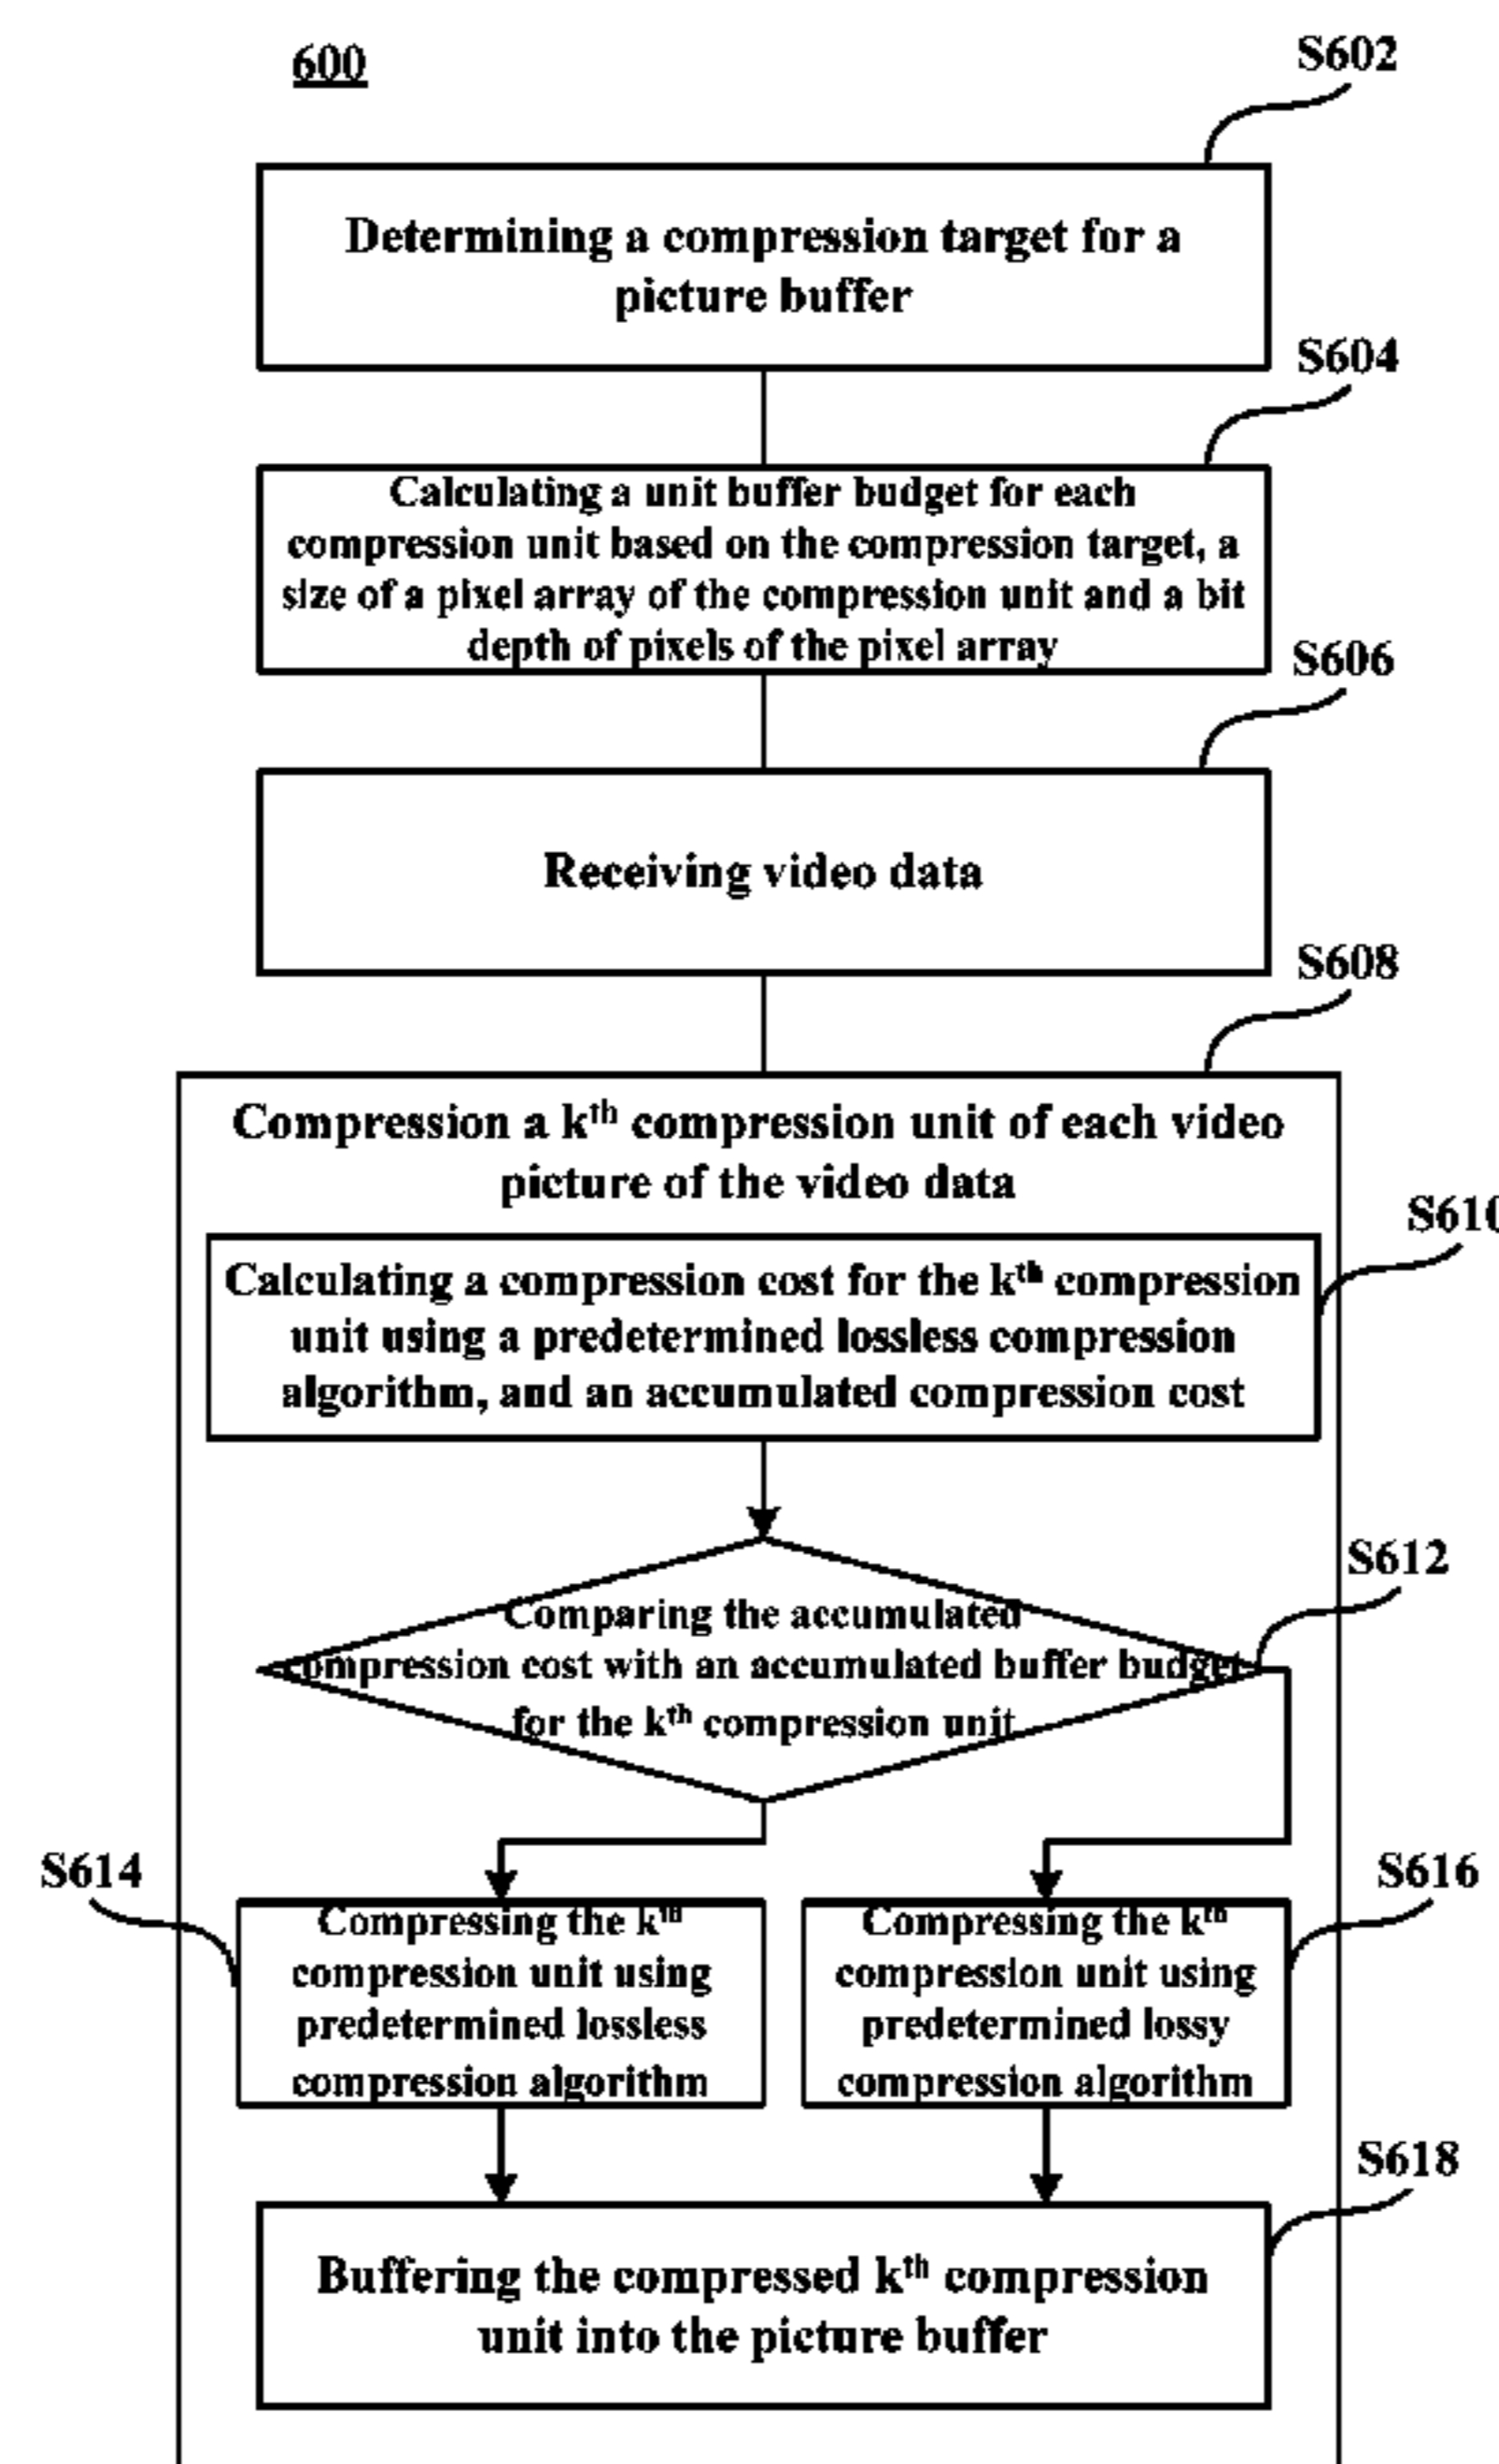 600
S602
Determining a compression target for a
picture buffer
S604
Calculating a unit buffer budget for each
compression unit based on the compression target, a
size of a pixel array of the compression unit and a bit
depth of pixels of the pixel array
S606
Receiving video data
S608
Compression a kth compression unit of each video
picture of the video data
S610
Calculating a compression cost for the kth compression
unit using a predetermined lossless compression
algorithm, and an accumulated compression cost
S612
Comparing the accumulated
compression cost with an accumulated buffer budget
for the kth compression unit
S614
Compressing the kth
compression unit using
predetermined lossless
compression algorithm
S616
Compressing the kth
compression unit using
predetermined lossy
compression algorithm
S618
Buffering the compressed kth compression
unit into the picture buffer